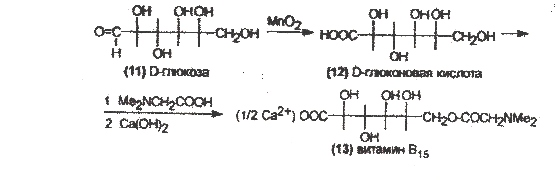 OH OHOH OH OHOH
O=C CH₂OH MnO₂ HOOC CH₂OH
H OH OH
(11) D-глюкоза (12) D-глюконовая кислота
OH OHOH
1 Me₂NCH₂COOH (1/2 Ca²⁺) OOC CH₂O-COCH₂NMe₂
2 Ca(OH)₂ OH
(13) витамин B₁₅